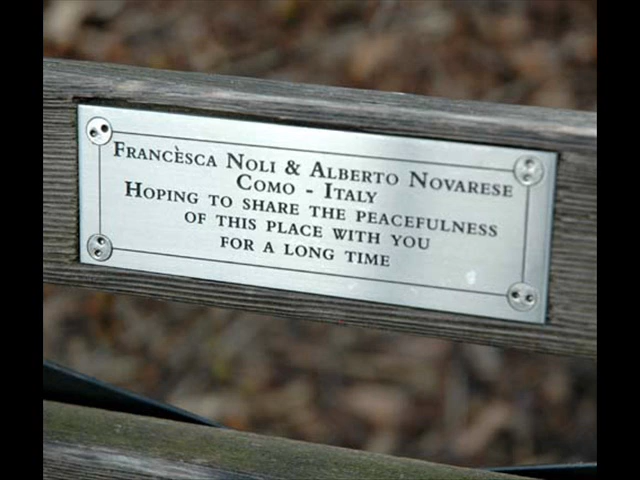 Francèsca Noli & Alberto Novarese
Como - Italy
Hoping to share the peacefulness
of this place with you
for a long time